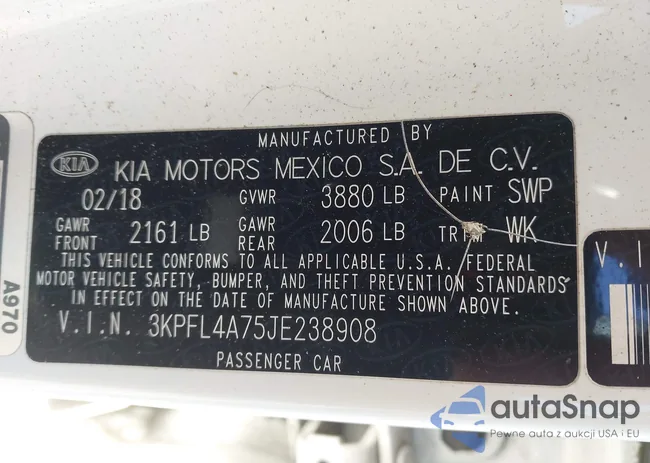 MANUFACTURED BY
KIA KIA MOTORS MEXICO S.A. DE C.V.
02/18 GVWR 3880 LB PAINT SWP
GAWR FRONT 2161 LB GAWR REAR 2006 LB TRIM WK
THIS VEHICLE CONFORMS TO ALL APPLICABLE U.S.A. FEDERAL
MOTOR VEHICLE SAFETY, BUMPER, AND THEFT PREVENTION STANDARDS
IN EFFECT ON THE DATE OF MANUFACTURE SHOWN ABOVE.
V.I.N. 3KPFL4A75JE238908
PASSENGER CAR
A970
V.I
autaSnap
Pewne auta z aukcji USA i EU